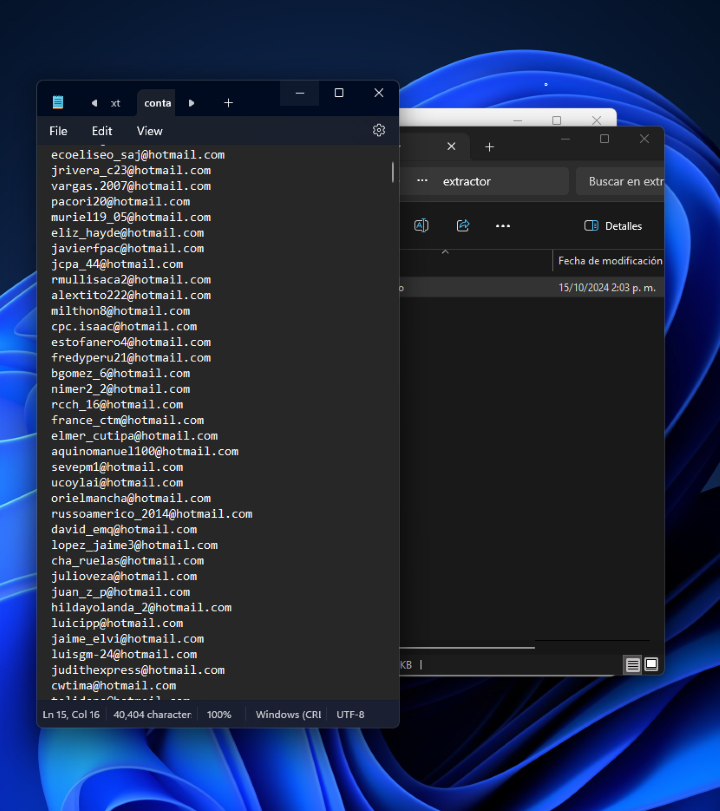 xt
conta
File Edit View
ecoeliseo_saj@hotmail.com
jrivera_c23@hotmail.com
vargas.2007@hotmail.com
pacori20@hotmail.com
muriel19_05@hotmail.com
eliz_hayde@hotmail.com
javierfpac@hotmail.com
jcpa_44@hotmail.com
rmullisaca2@hotmail.com
alextito222@hotmail.com
milthon8@hotmail.com
cpc.isaac@hotmail.com
estofanero4@hotmail.com
fredyperu21@hotmail.com
bgomez_6@hotmail.com
nimer2_2@hotmail.com
rcch_16@hotmail.com
france_ctm@hotmail.com
elmer_cutipa@hotmail.com
aquinomanuel100@hotmail.com
sevepm1@hotmail.com
ucoylai@hotmail.com
orielmancha@hotmail.com
russoamerico_2014@hotmail.com
david_emq@hotmail.com
lopez_jaime3@hotmail.com
cha_ruelas@hotmail.com
julioveza@hotmail.com
juan_z_p@hotmail.com
hildayolanda_2@hotmail.com
luicipp@hotmail.com
jaime_elvi@hotmail.com
luisgm-24@hotmail.com
judithexpress@hotmail.com
cwtima@hotmail.com
Ln 15, Col 16 40,404 character 100% Windows (CRL UTF-8
extractor Buscar en extr
Detalles
Fecha de modificación
o 15/10/2024 2:03 p. m.
KB